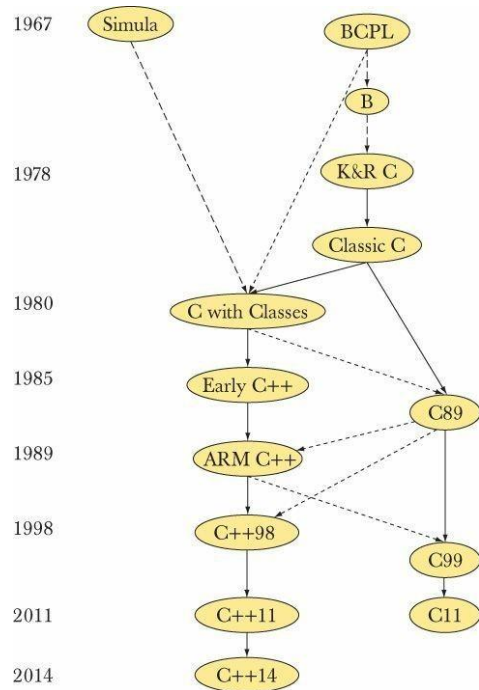 1967
Simula
BCPL
B
1978
K&R C
Classic C
1980
C with Classes
1985
Early C++
C89
1989
ARM C++
1998
C++98
C99
2011
C++11
C11
2014
C++14